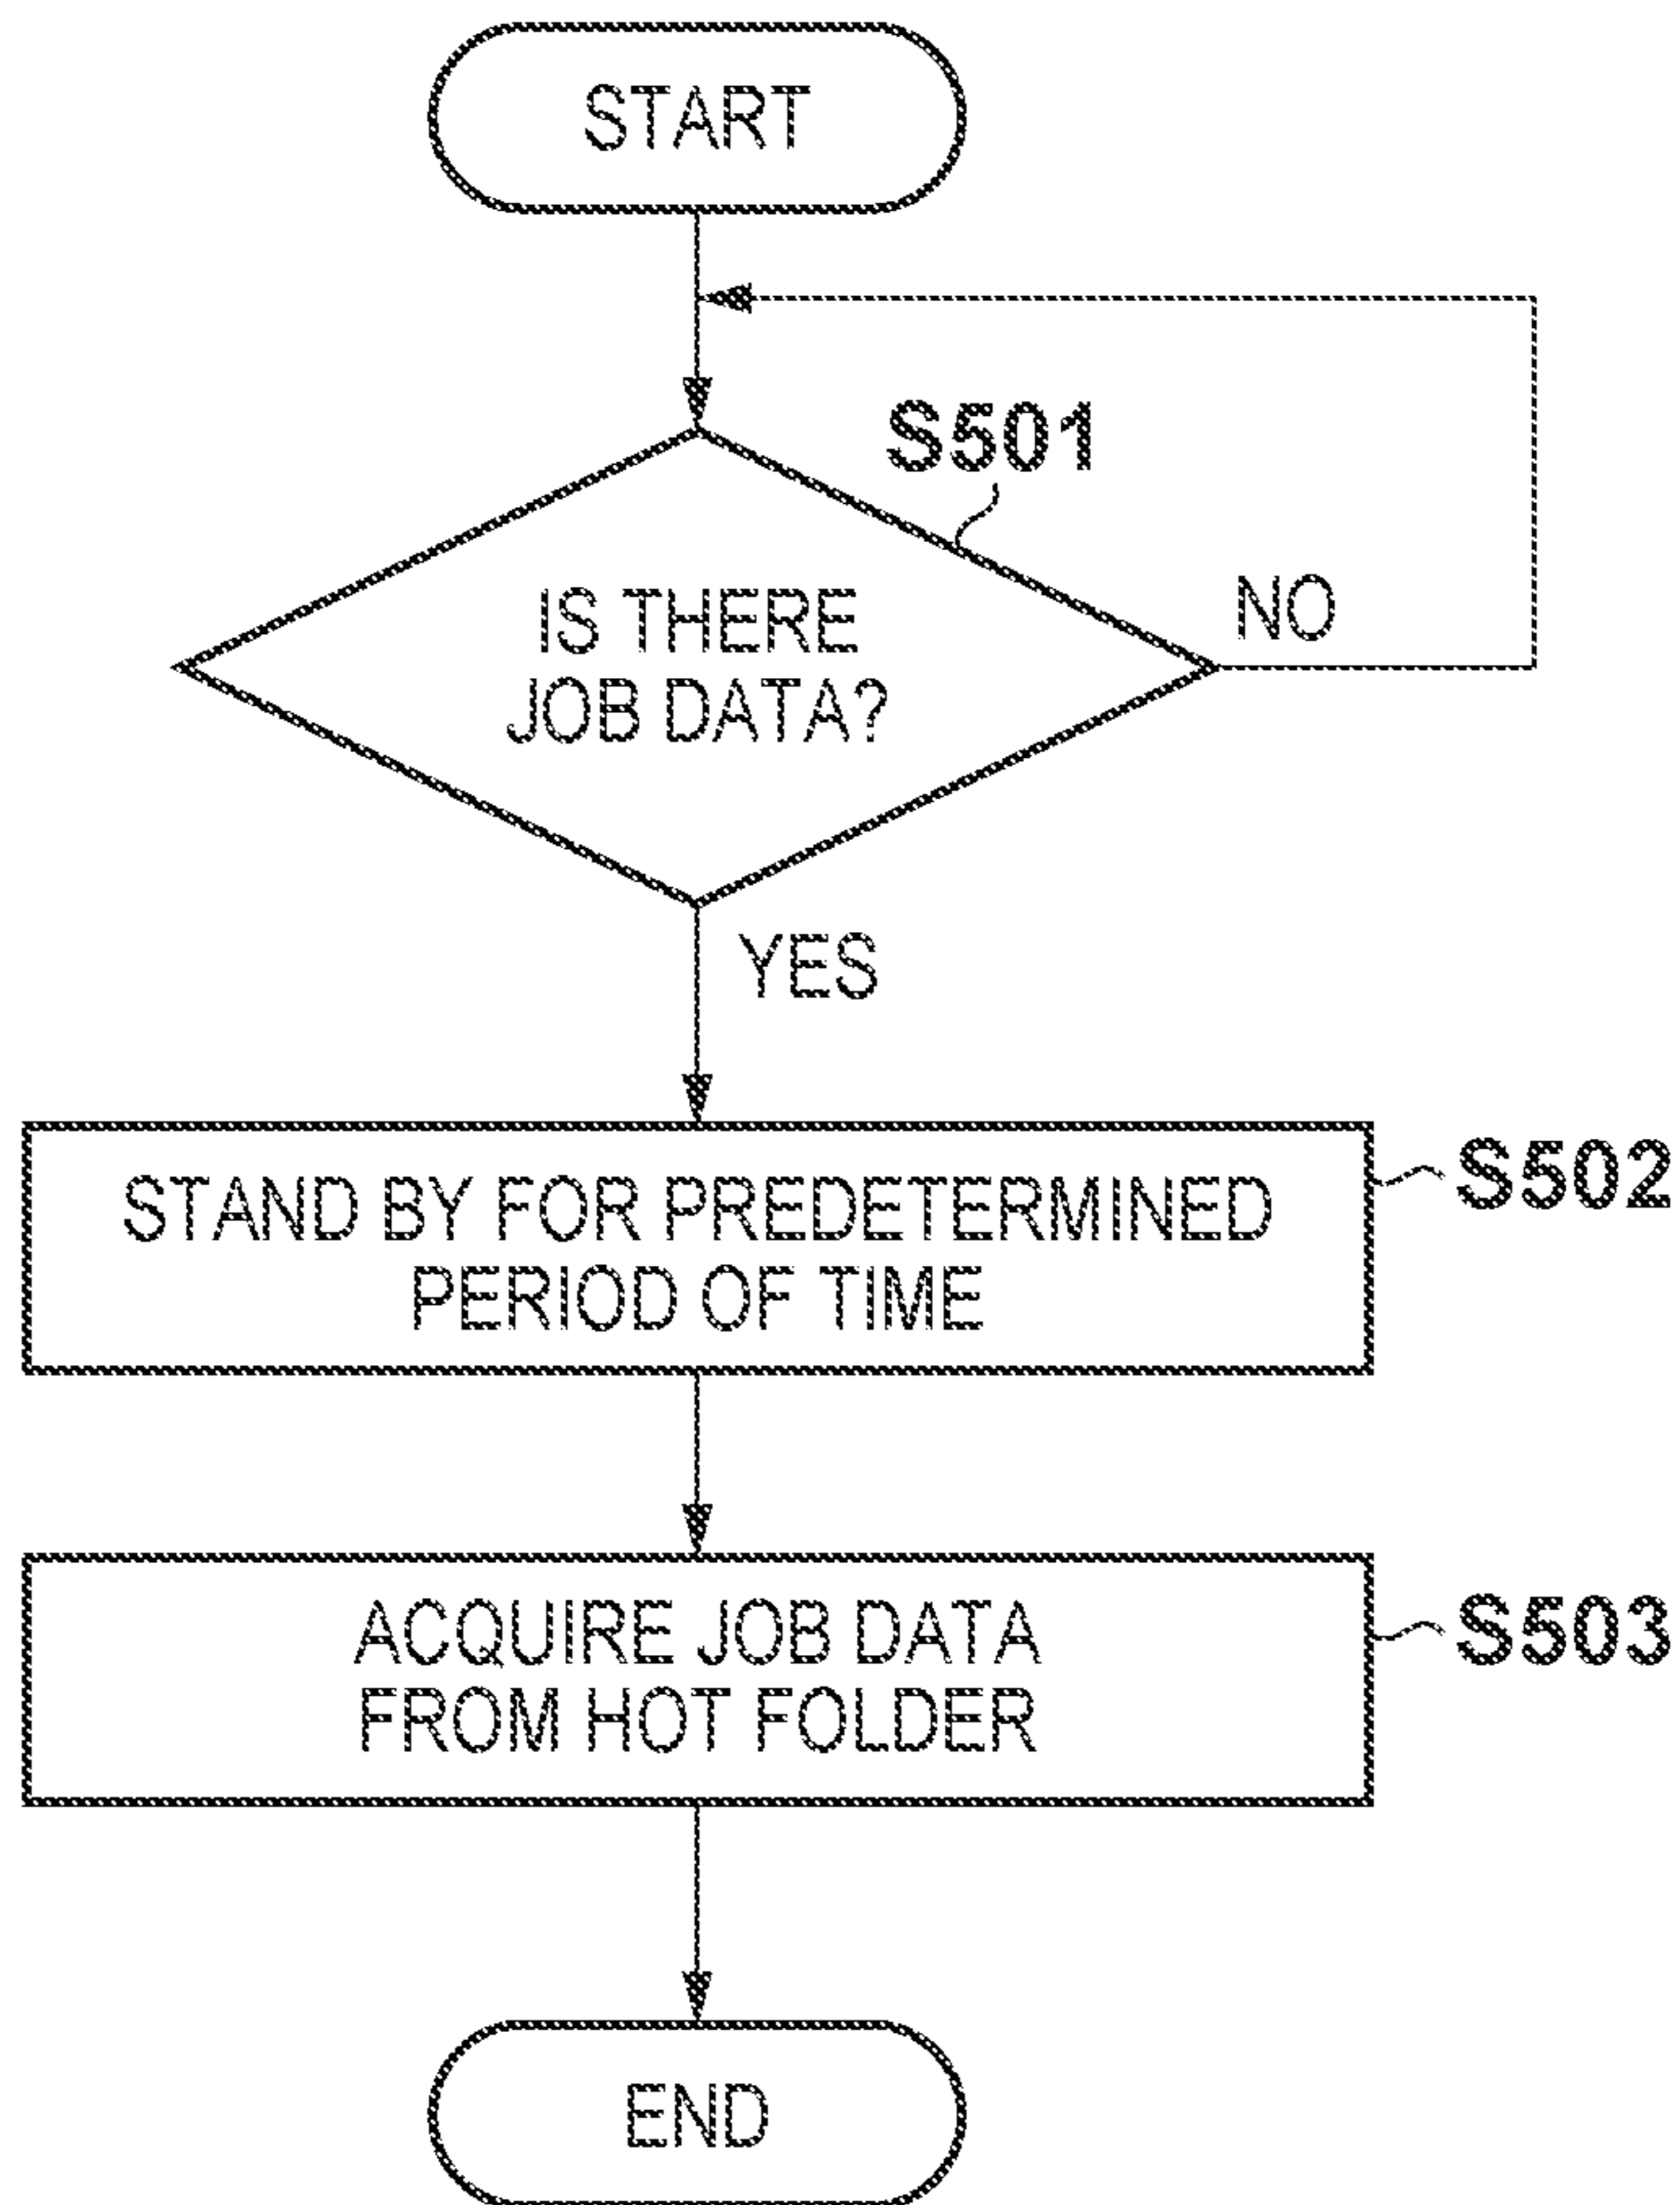 START
S501
IS THERE
JOB DATA?
NO
YES
STAND BY FOR PREDETERMINED
PERIOD OF TIME
S502
ACQUIRE JOB DATA
FROM HOT FOLDER
S503
END